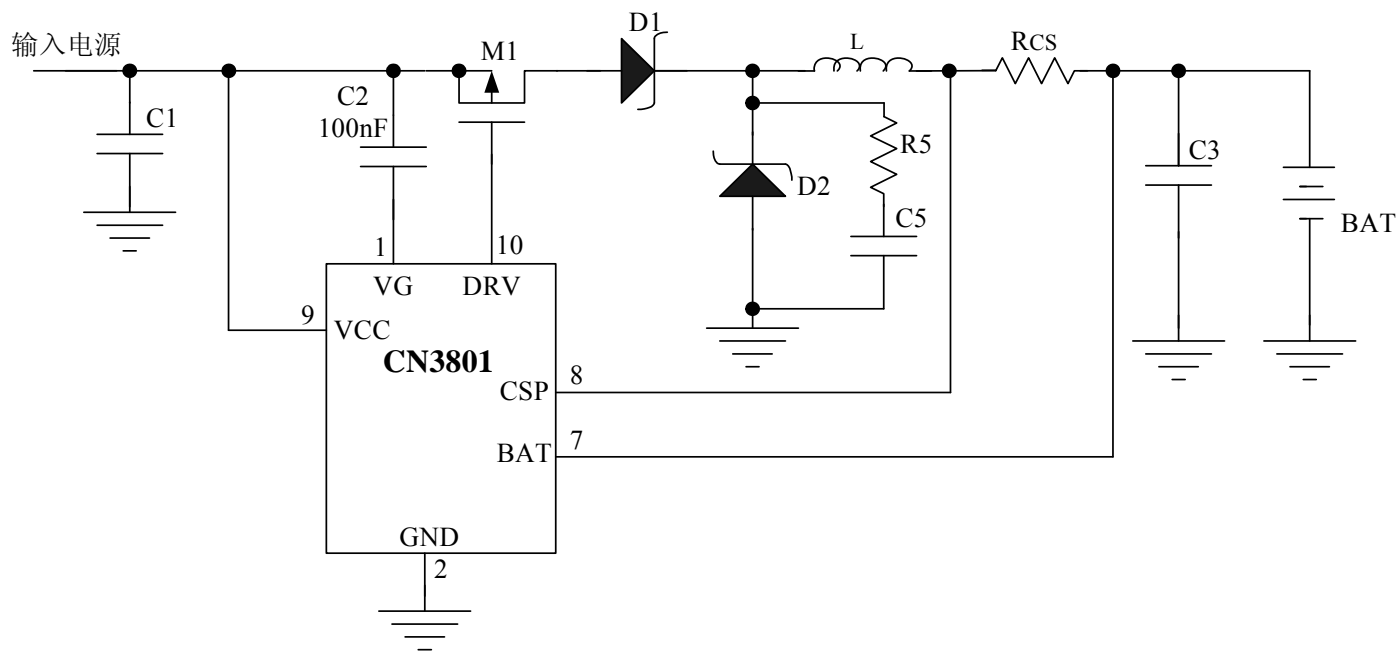 输入电源
D1
M1
L
RCS
C1
C2
100nF
R5
C3
D2
C5
BAT
1
10
VG
DRV
9
VCC
CN3801
8
CSP
7
BAT
GND
2